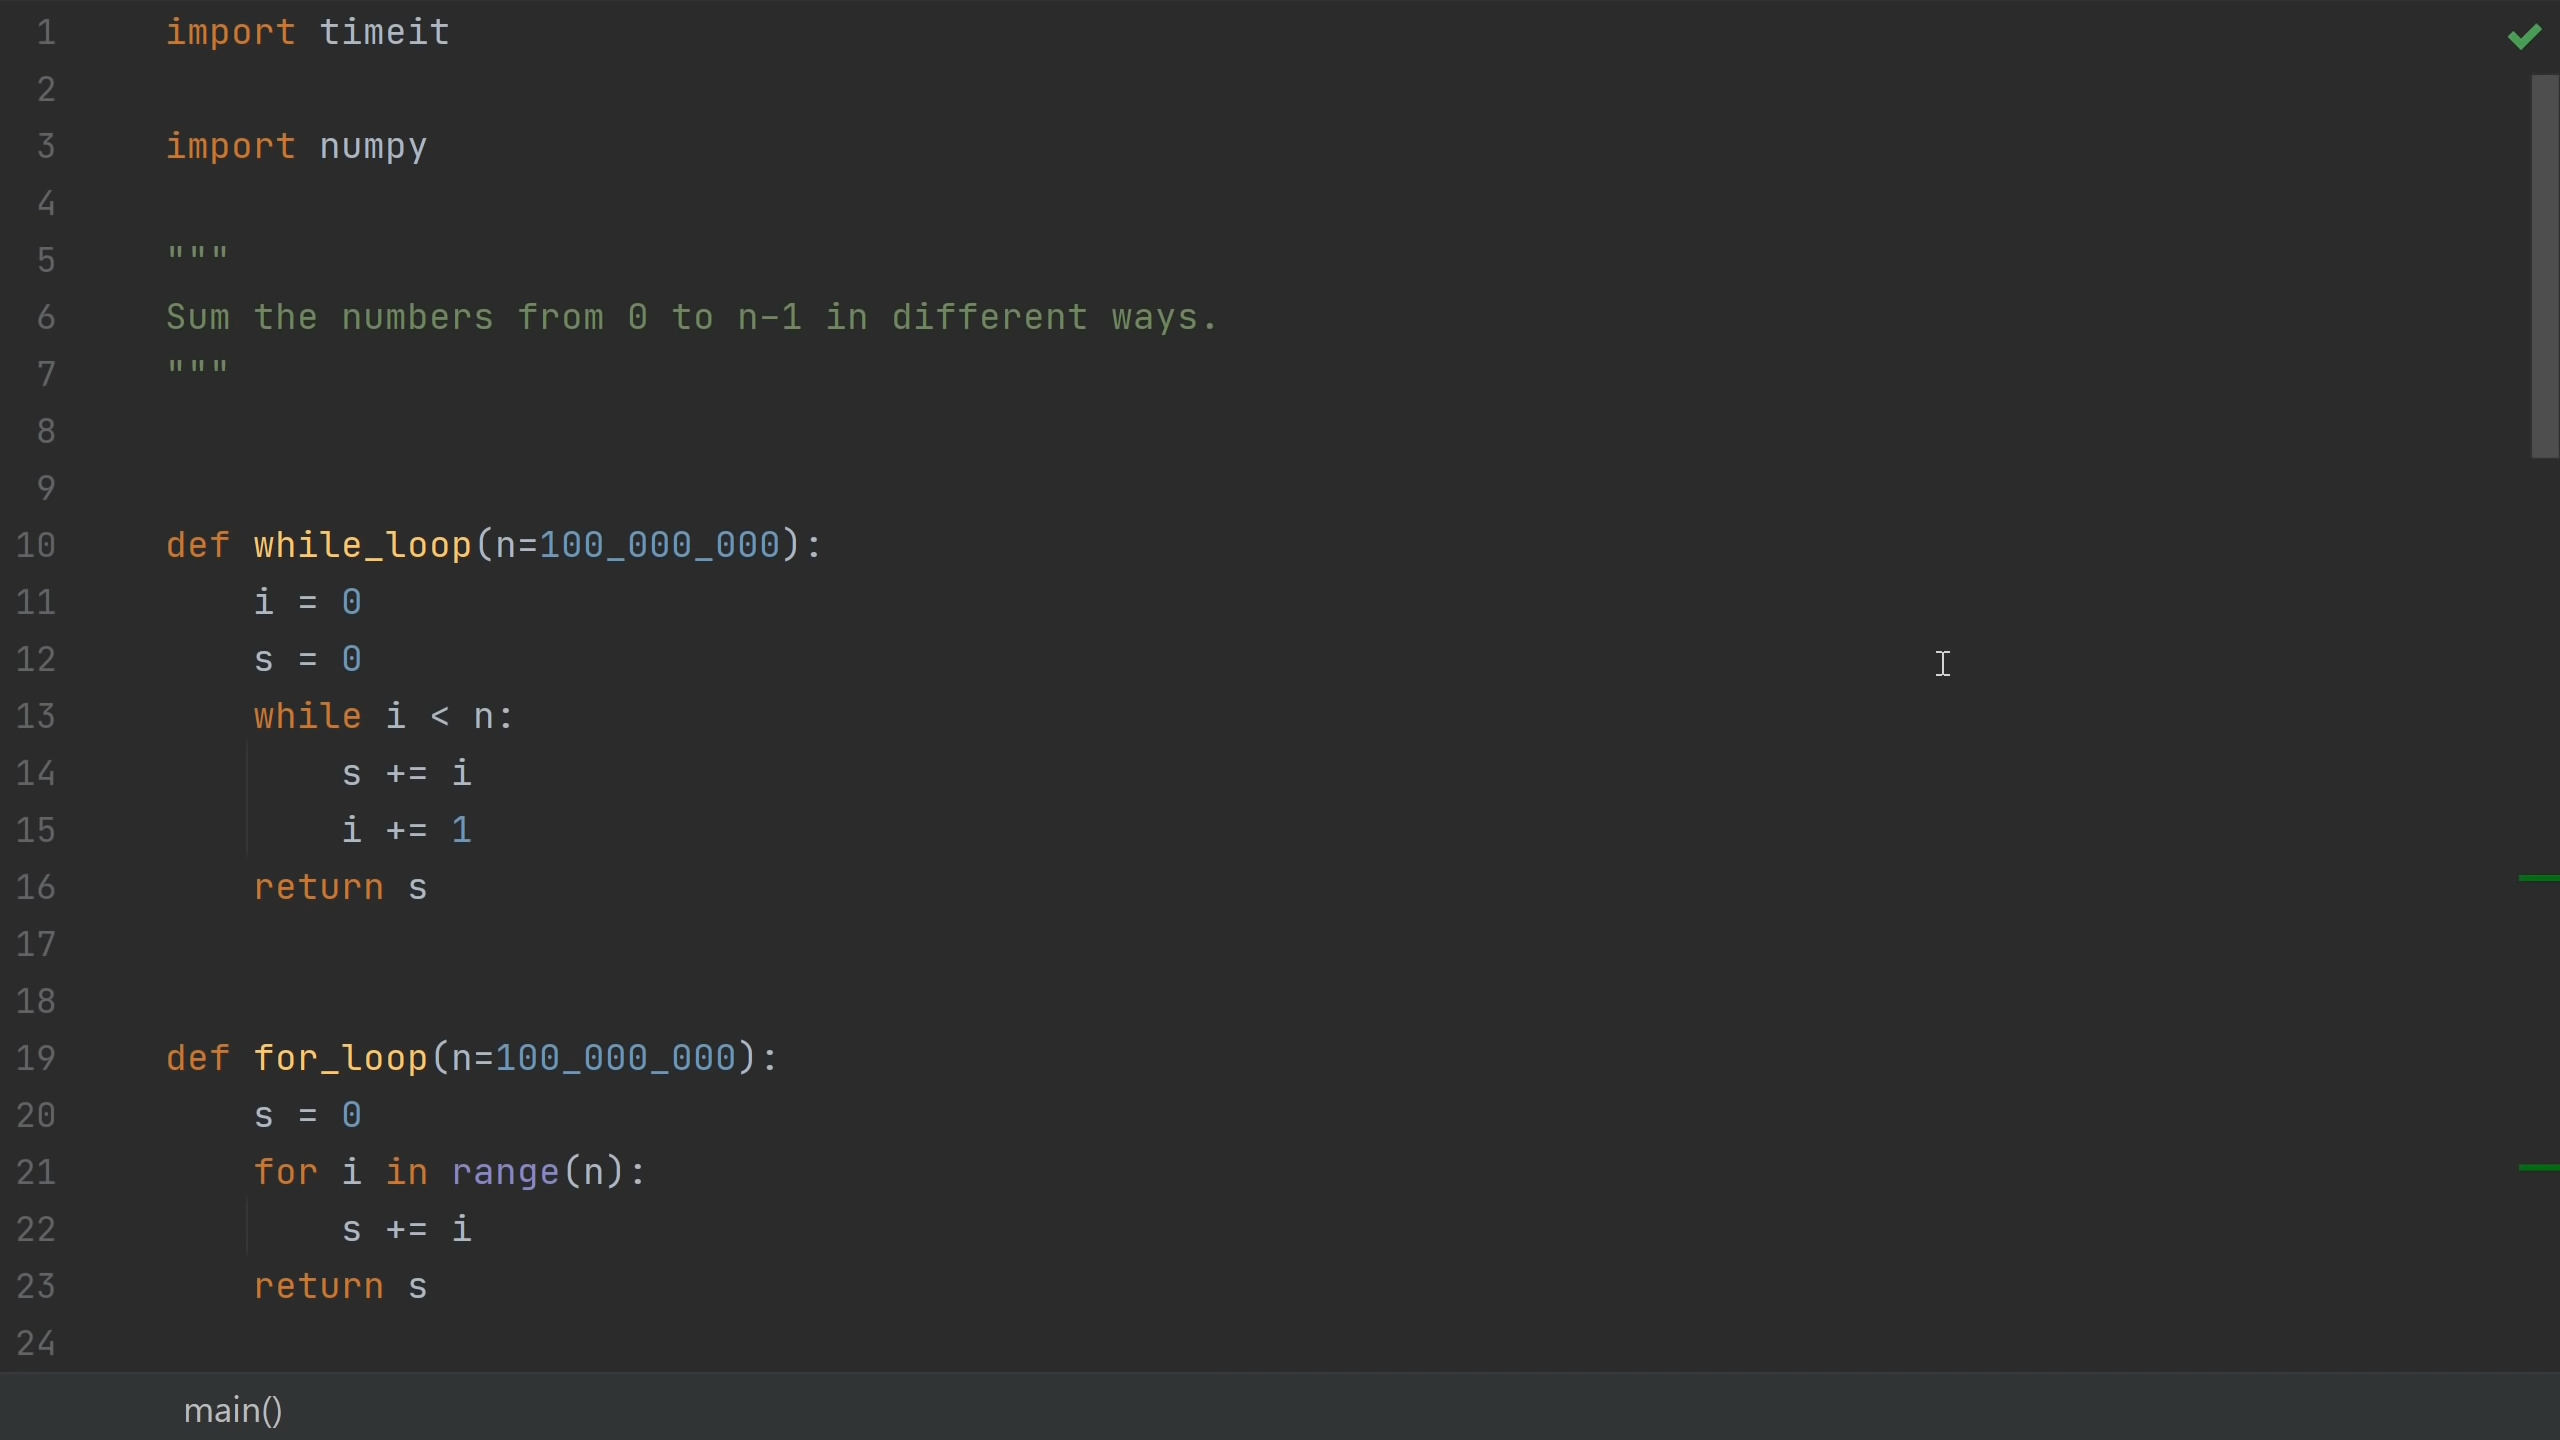 1 import timeit
2
3 import numpy
4
5 """
6 Sum the numbers from 0 to n-1 in different ways.
7 """
8
9
10 def while_loop(n=100_000_000):
11     i = 0
12     s = 0
13     while i < n:
14         s += i
15         i += 1
16     return s
17
18
19 def for_loop(n=100_000_000):
20     s = 0
21     for i in range(n):
22         s += i
23     return s
24
main()